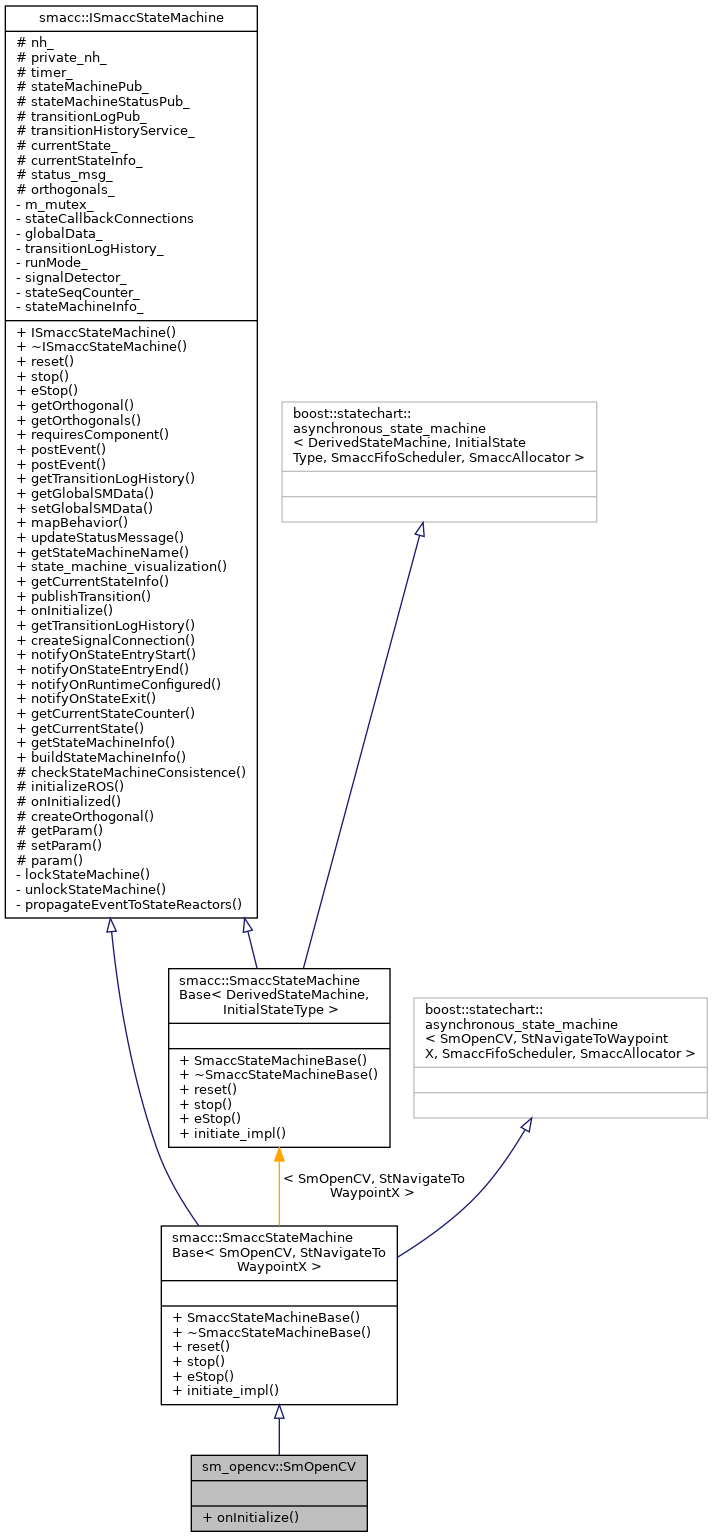 smacc::ISmaccStateMachine
# nh_
# private_nh_
# timer_
# stateMachinePub_
# stateMachineStatusPub_
# transitionLogPub_
# transitionHistoryService_
# currentState_
# currentStateInfo_
# status_msg_
# orthogonals_
- m_mutex_
- stateCallbackConnections
- globalData_
- transitionLogHistory_
- runMode_
- signalDetector_
- stateSeqCounter_
- stateMachineInfo_
+ ISmaccStateMachine()
+ ~ISmaccStateMachine()
+ reset()
+ stop()
+ eStop()
+ getOrthogonal()
+ getOrthogonals()
+ requiresComponent()
+ postEvent()
+ postEvent()
+ getTransitionLogHistory()
+ getGlobalSMData()
+ setGlobalSMData()
+ mapBehavior()
+ updateStatusMessage()
+ getStateMachineName()
+ state_machine_visualization()
+ getCurrentStateInfo()
+ publishTransition()
+ onInitialize()
+ getTransitionLogHistory()
+ createSignalConnection()
+ notifyOnStateEntryStart()
+ notifyOnStateEntryEnd()
+ notifyOnRuntimeConfigured()
+ notifyOnStateExit()
+ getCurrentStateCounter()
+ getCurrentState()
+ getStateMachineInfo()
+ buildStateMachineInfo()
# checkStateMachineConsistence()
# initializeROS()
# onInitialized()
# createOrthogonal()
# getParam()
# setParam()
# param()
- lockStateMachine()
- unlockStateMachine()
- propagateEventToStateReactors()
boost::statechart::
asynchronous_state_machine
< DerivedStateMachine, InitialState
Type, SmaccFifoScheduler, SmaccAllocator >
smacc::SmaccStateMachine
Base< DerivedStateMachine,
InitialStateType >
+ SmaccStateMachineBase()
+ ~SmaccStateMachineBase()
+ reset()
+ stop()
+ eStop()
+ initiate_impl()
boost::statechart::
asynchronous_state_machine
< SmOpenCV, StNavigateToWaypoint
X, SmaccFifoScheduler, SmaccAllocator >
< SmOpenCV, StNavigateTo
WaypointX >
smacc::SmaccStateMachine
Base< SmOpenCV, StNavigateTo
WaypointX >
+ SmaccStateMachineBase()
+ ~SmaccStateMachineBase()
+ reset()
+ stop()
+ eStop()
+ initiate_impl()
sm_opencv::SmOpenCV
+ onInitialize()